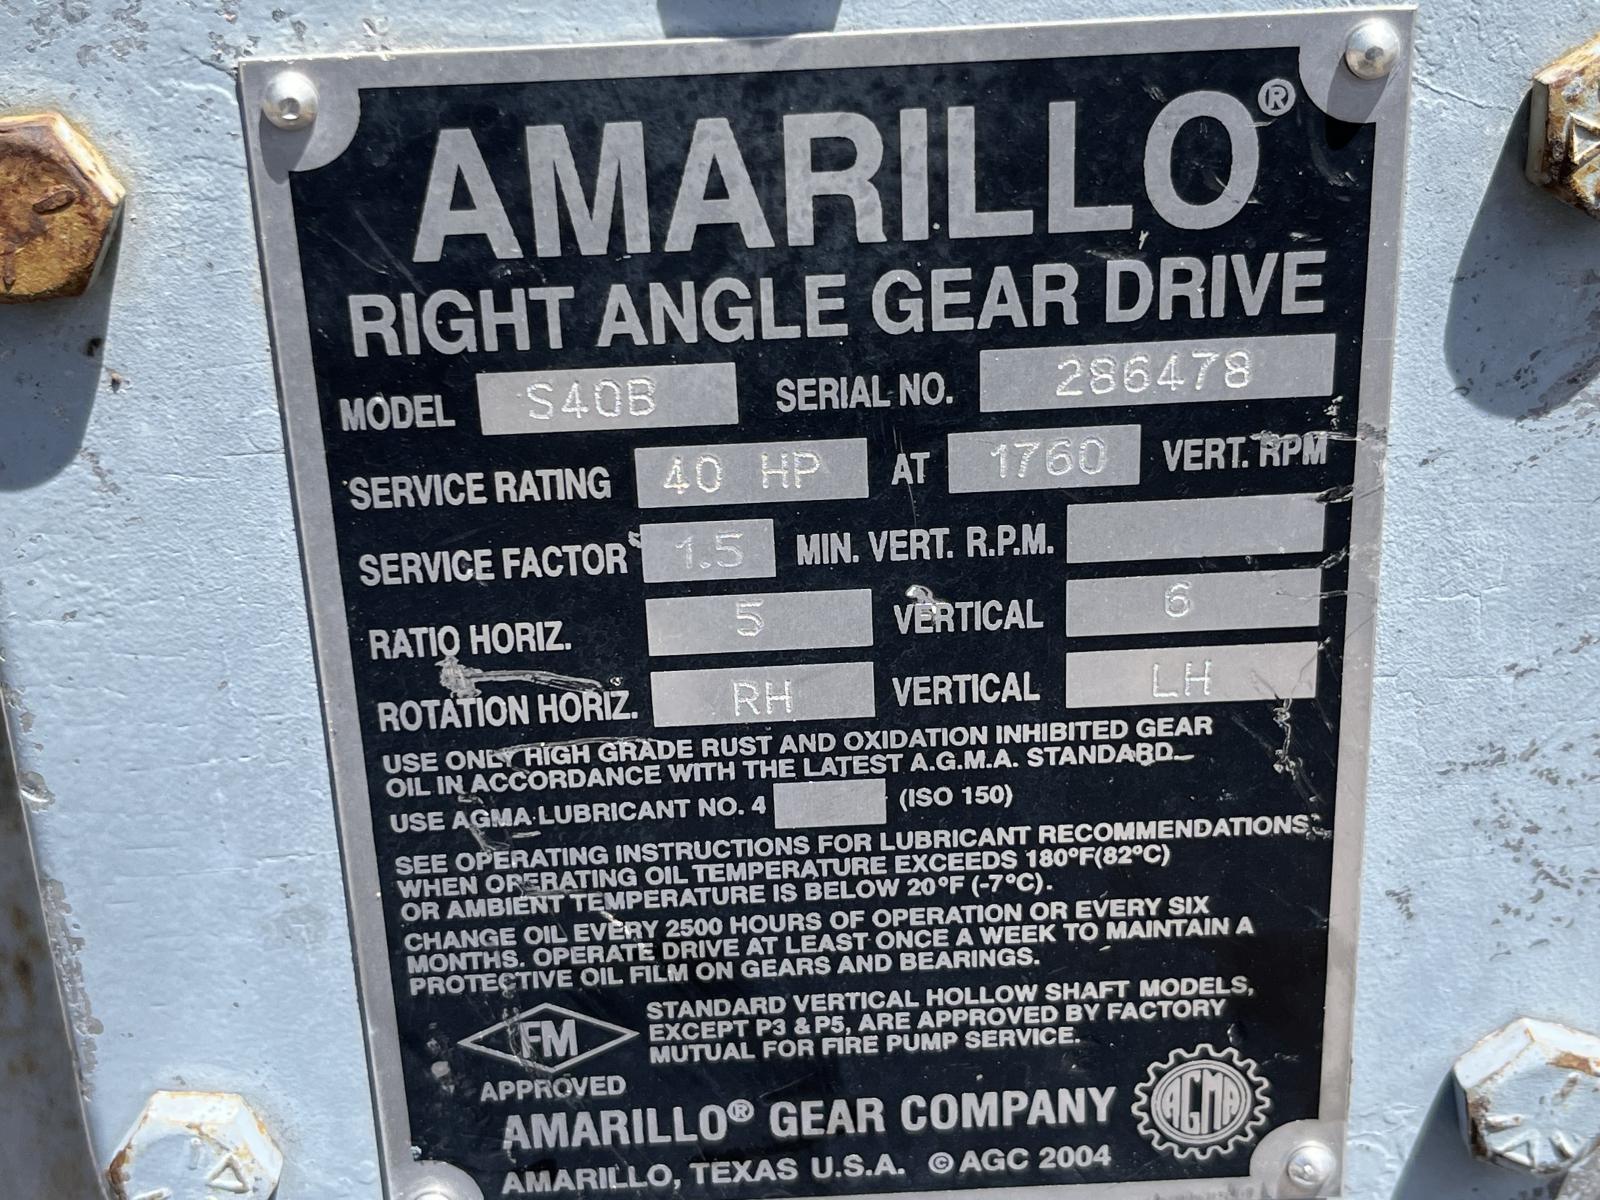 AMARILLO®
RIGHT ANGLE GEAR DRIVE
MODEL S40B SERIAL NO. 286478
SERVICE RATING 40 HP AT 1760 VERT. RPM
SERVICE FACTOR 1.5 MIN. VERT. R.P.M.
RATIO HORIZ. 5 VERTICAL 6
ROTATION HORIZ. RH VERTICAL LH
USE ONLY HIGH GRADE RUST AND OXIDATION INHIBITED GEAR
OIL IN ACCORDANCE WITH THE LATEST A.G.M.A. STANDARD
USE AGMA LUBRICANT NO. 4 (ISO 150)
SEE OPERATING INSTRUCTIONS FOR LUBRICANT RECOMMENDATIONS
WHEN OPERATING OIL TEMPERATURE EXCEEDS 180°F(82°C)
OR AMBIENT TEMPERATURE IS BELOW 20°F (-7°C).
CHANGE OIL EVERY 2500 HOURS OF OPERATION OR EVERY SIX
MONTHS. OPERATE DRIVE AT LEAST ONCE A WEEK TO MAINTAIN A
PROTECTIVE OIL FILM ON GEARS AND BEARINGS.
FM
APPROVED
STANDARD VERTICAL HOLLOW SHAFT MODELS,
EXCEPT P3 & P5, ARE APPROVED BY FACTORY
MUTUAL FOR FIRE PUMP SERVICE.
AMARILLO® GEAR COMPANY
AGMA
AMARILLO, TEXAS U.S.A. © AGC 2004